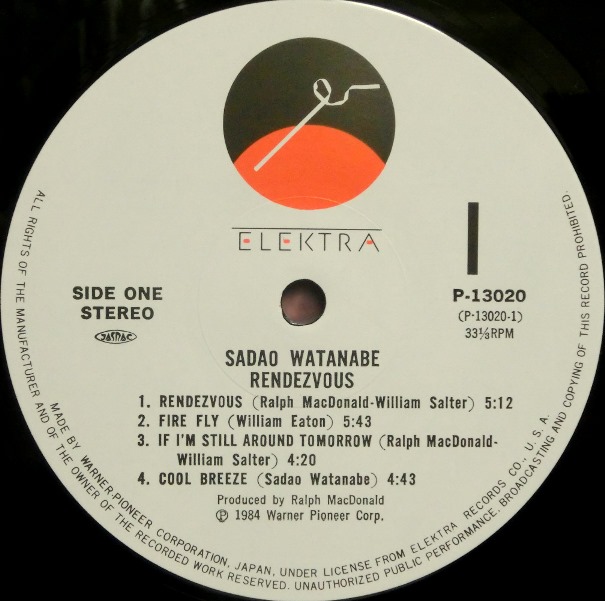 ELEKTRA
SIDE ONE
STEREO
JASRAC
I
P-13020
(P-13020-1)
33⅓RPM
SADAO WATANABE
RENDEZVOUS
1. RENDEZVOUS (Ralph MacDonald-William Salter) 5:12
2. FIRE FLY (William Eaton) 5:43
3. IF I'M STILL AROUND TOMORROW (Ralph MacDonald-
William Salter) 4:20
4. COOL BREEZE (Sadao Watanabe) 4:43
Produced by Ralph MacDonald
Ⓟ 1984 Warner Pioneer Corp.
MADE BY WARNER-PIONEER CORPORATION, JAPAN, UNDER LICENSE FROM ELEKTRA RECORDS CO., U. S. A.
ALL RIGHTS OF THE MANUFACTURER AND OF THE OWNER OF THE RECORDED WORK RESERVED. UNAUTHORIZED PUBLIC PERFORMANCE, BROADCASTING AND COPYING OF THIS RECORD PROHIBITED.